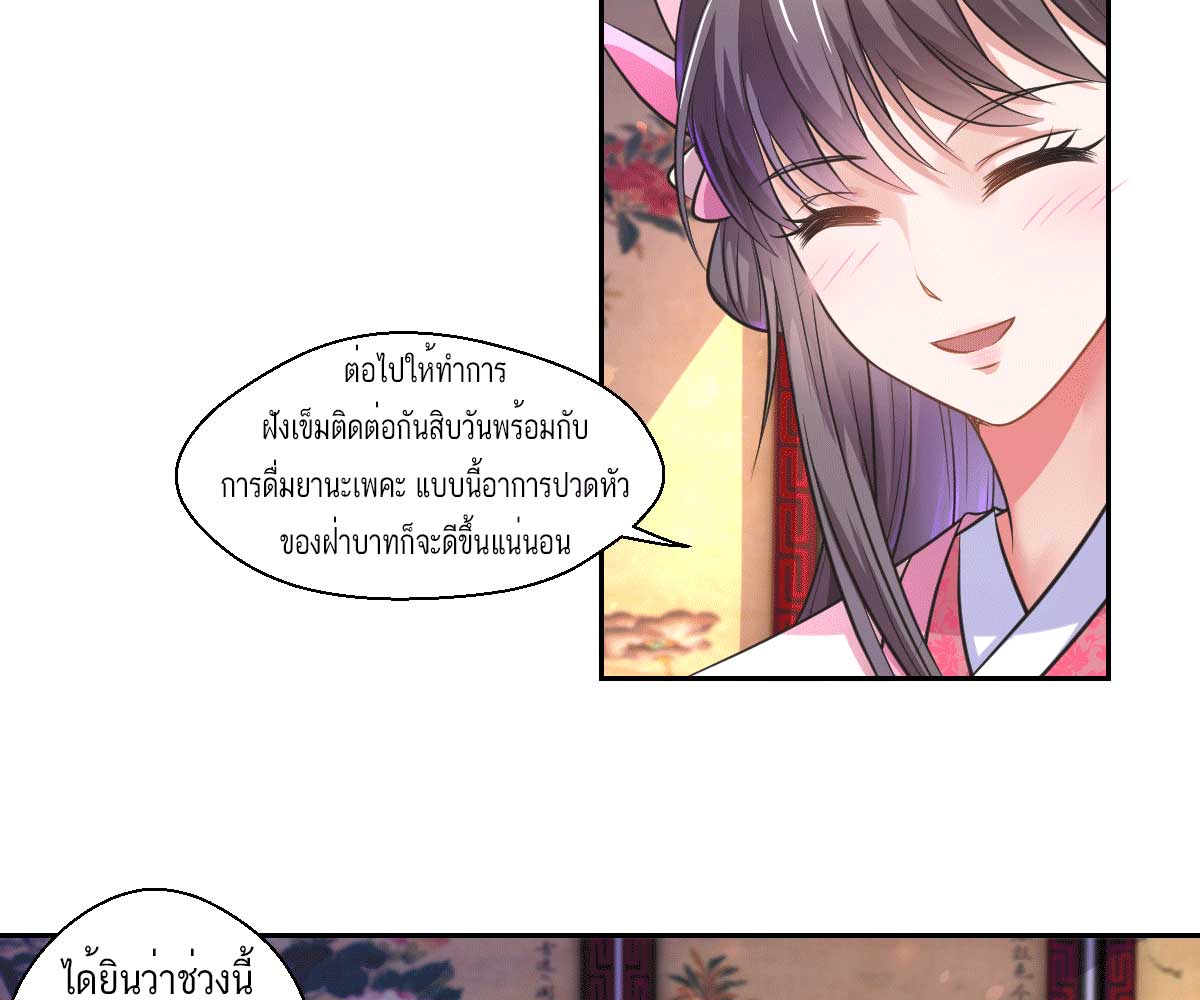 ต่อไปให้ทำการ
ฝังเข็มติดต่อกันสิบวันพร้อมกับ
การดื่มยานะเพคะ แบบนี้อาการปวดหัว
ของฝ่าบาทก็จะดีขึ้นแน่นอน
ได้ยินว่าช่วงนี้